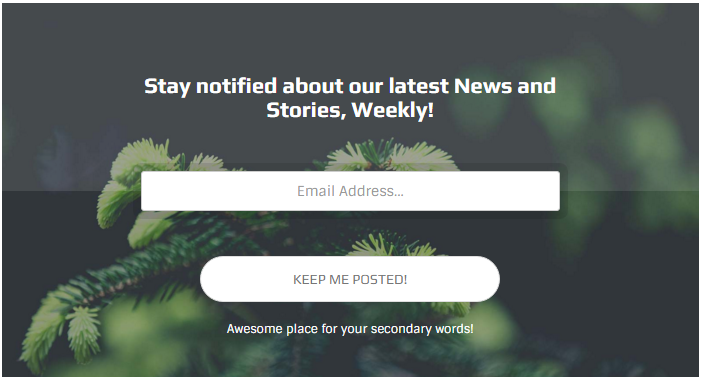 Stay notified about our latest News and
Stories, Weekly!
Email Address...
KEEP ME POSTED!
Awesome place for your secondary words!